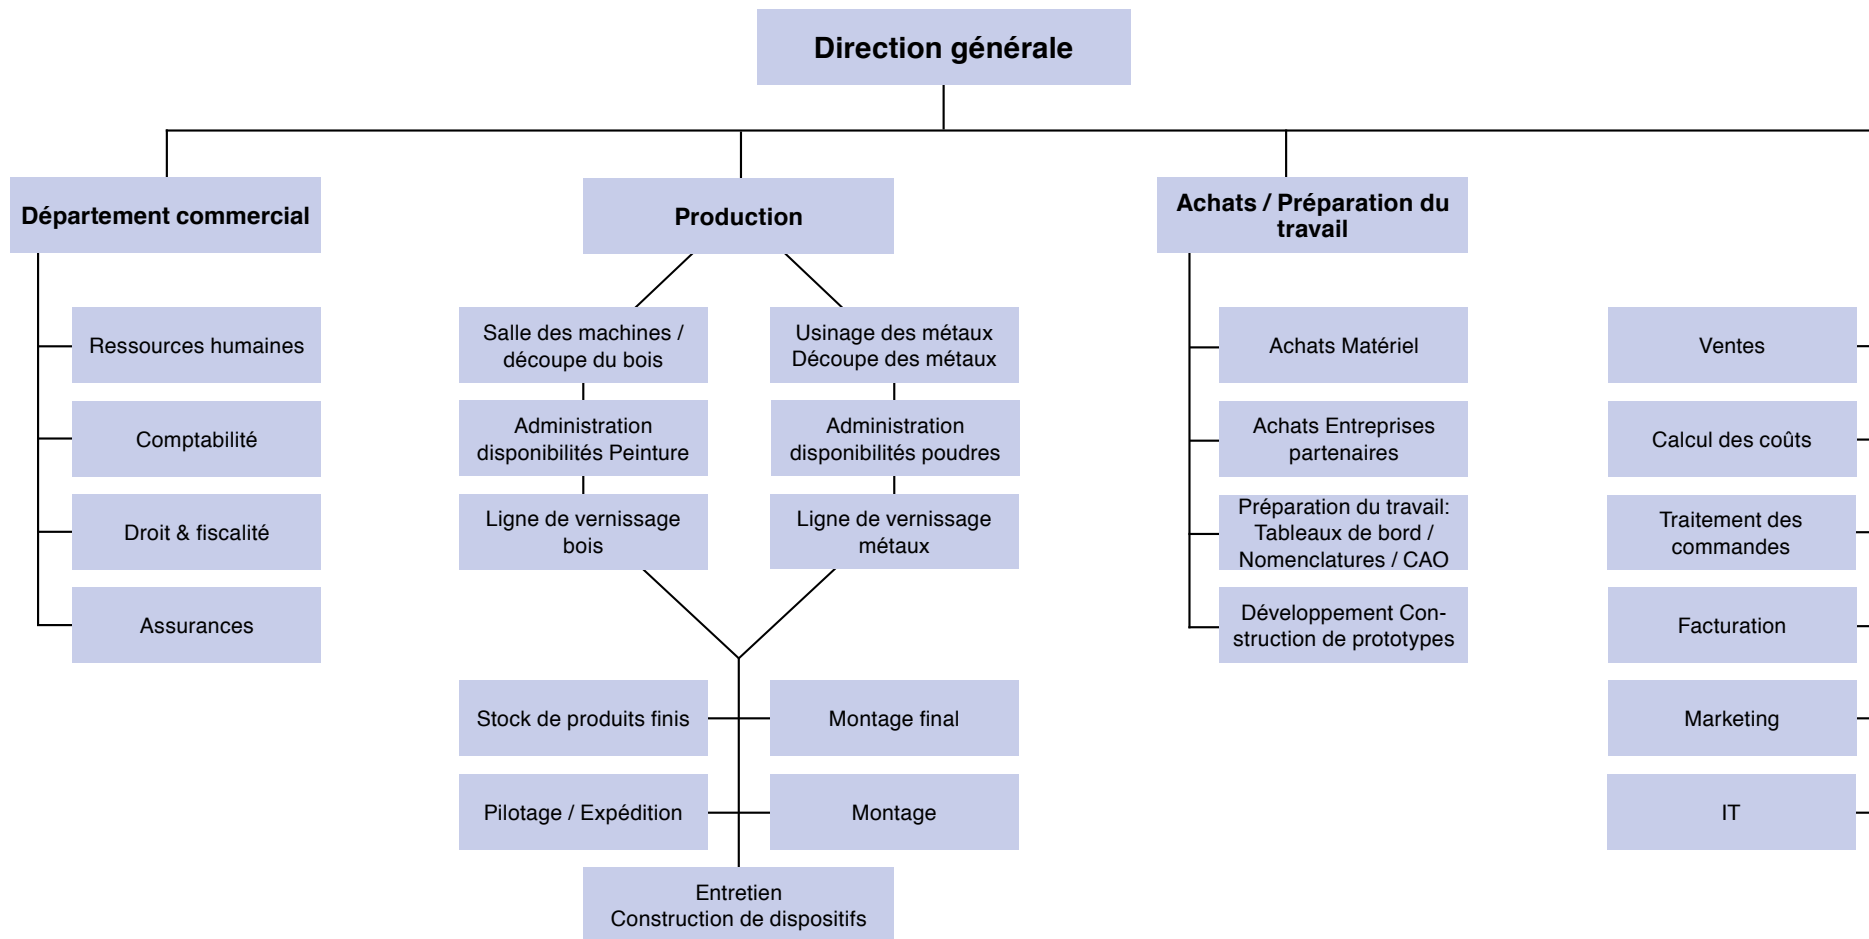 Direction générale
Département commercial
Ressources humaines
Comptabilité
Droit & fiscalité
Assurances
Production
Salle des machines /
découpe du bois
Administration
disponibilités Peinture
Ligne de vernissage
bois
Usinage des métaux
Découpe des métaux
Administration
disponibilités poudres
Ligne de vernissage
métaux
Stock de produits finis
Montage final
Pilotage / Expédition
Montage
Entretien
Construction de dispositifs
Achats / Préparation du
travail
Achats Matériel
Achats Entreprises
partenaires
Préparation du travail:
Tableaux de bord /
Nomenclatures / CAO
Développement Con-
struction de prototypes
Ventes
Calcul des coûts
Traitement des
commandes
Facturation
Marketing
IT